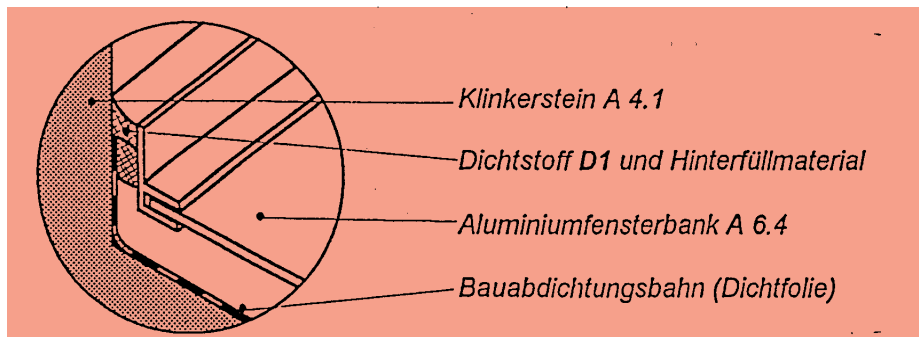 Klinkerstein A 4.1
Dichtstoff D1 und Hinterfüllmaterial
Aluminiumfensterbank A 6.4
Bauabdichtungsbahn (Dichtfolie)